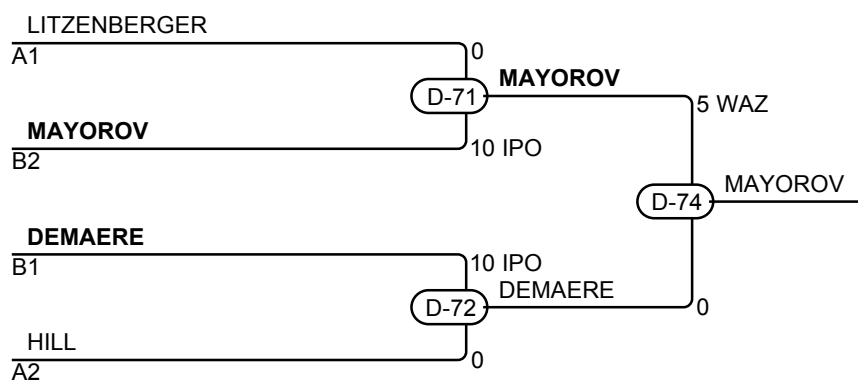 LITZENBERGER
A1
0
D-71
MAYOROV
MAYOROV
B2
10 IPO
5 WAZ
D-74
MAYOROV
DEMAERE
B1
10 IPO
D-72
DEMAERE
0
HILL
A2
0